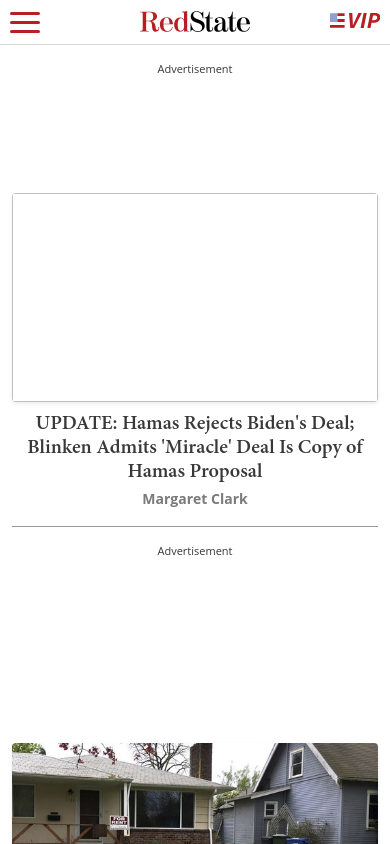 RedState
VIP
Advertisement
UPDATE: Hamas Rejects Biden's Deal;
Blinken Admits 'Miracle' Deal Is Copy of
Hamas Proposal
Margaret Clark
Advertisement
FOR
RENT